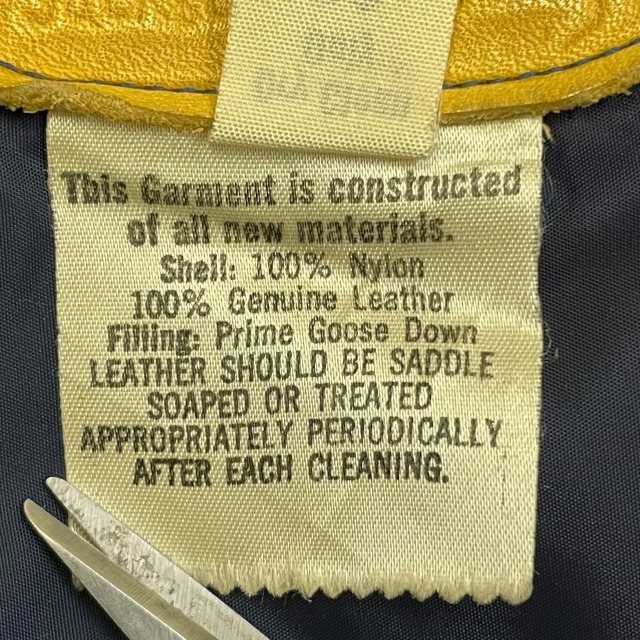 This Garment is constructed
of all new materials.
Shell: 100% Nylon
100% Genuine Leather
Filling: Prime Goose Down
LEATHER SHOULD BE SADDLE
SOAPED OR TREATED
APPROPRIATELY PERIODICALLY
AFTER EACH CLEANING.